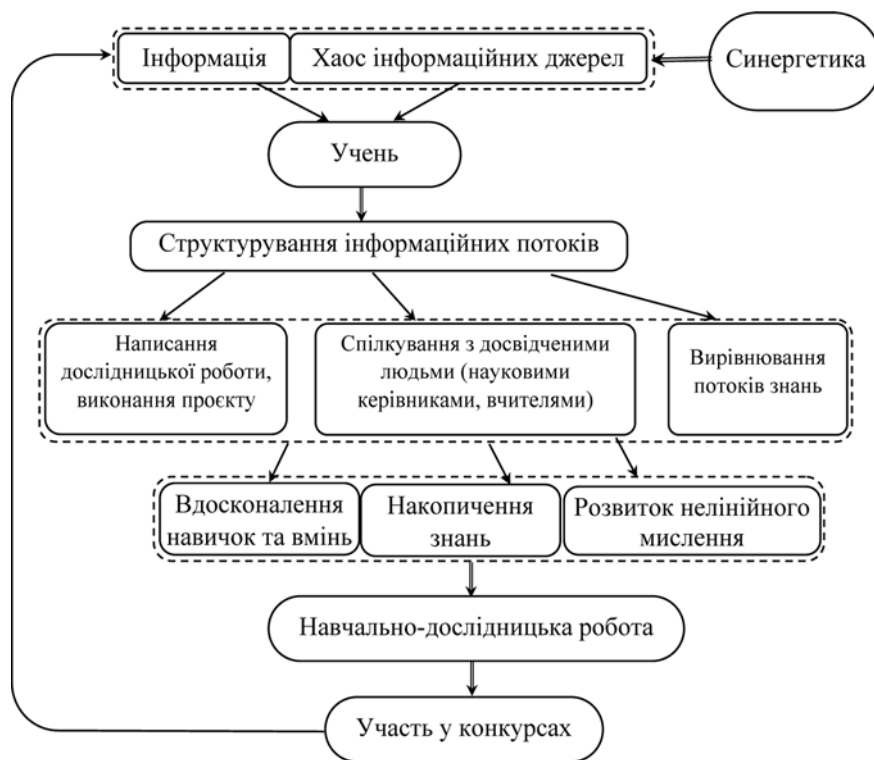 Інформація
Хаос інформаційних джерел
Синергетика
Учень
Структурування інформаційних потоків
Написання
дослідницької роботи,
виконання проєкту
Спілкування з досвідченими
людьми (науковими
керівниками, вчителями)
Вирівнювання
потоків знань
Вдосконалення
навичок та вмінь
Накопичення
знань
Розвиток нелінійного
мислення
Навчально-дослідницька робота
Участь у конкурсах